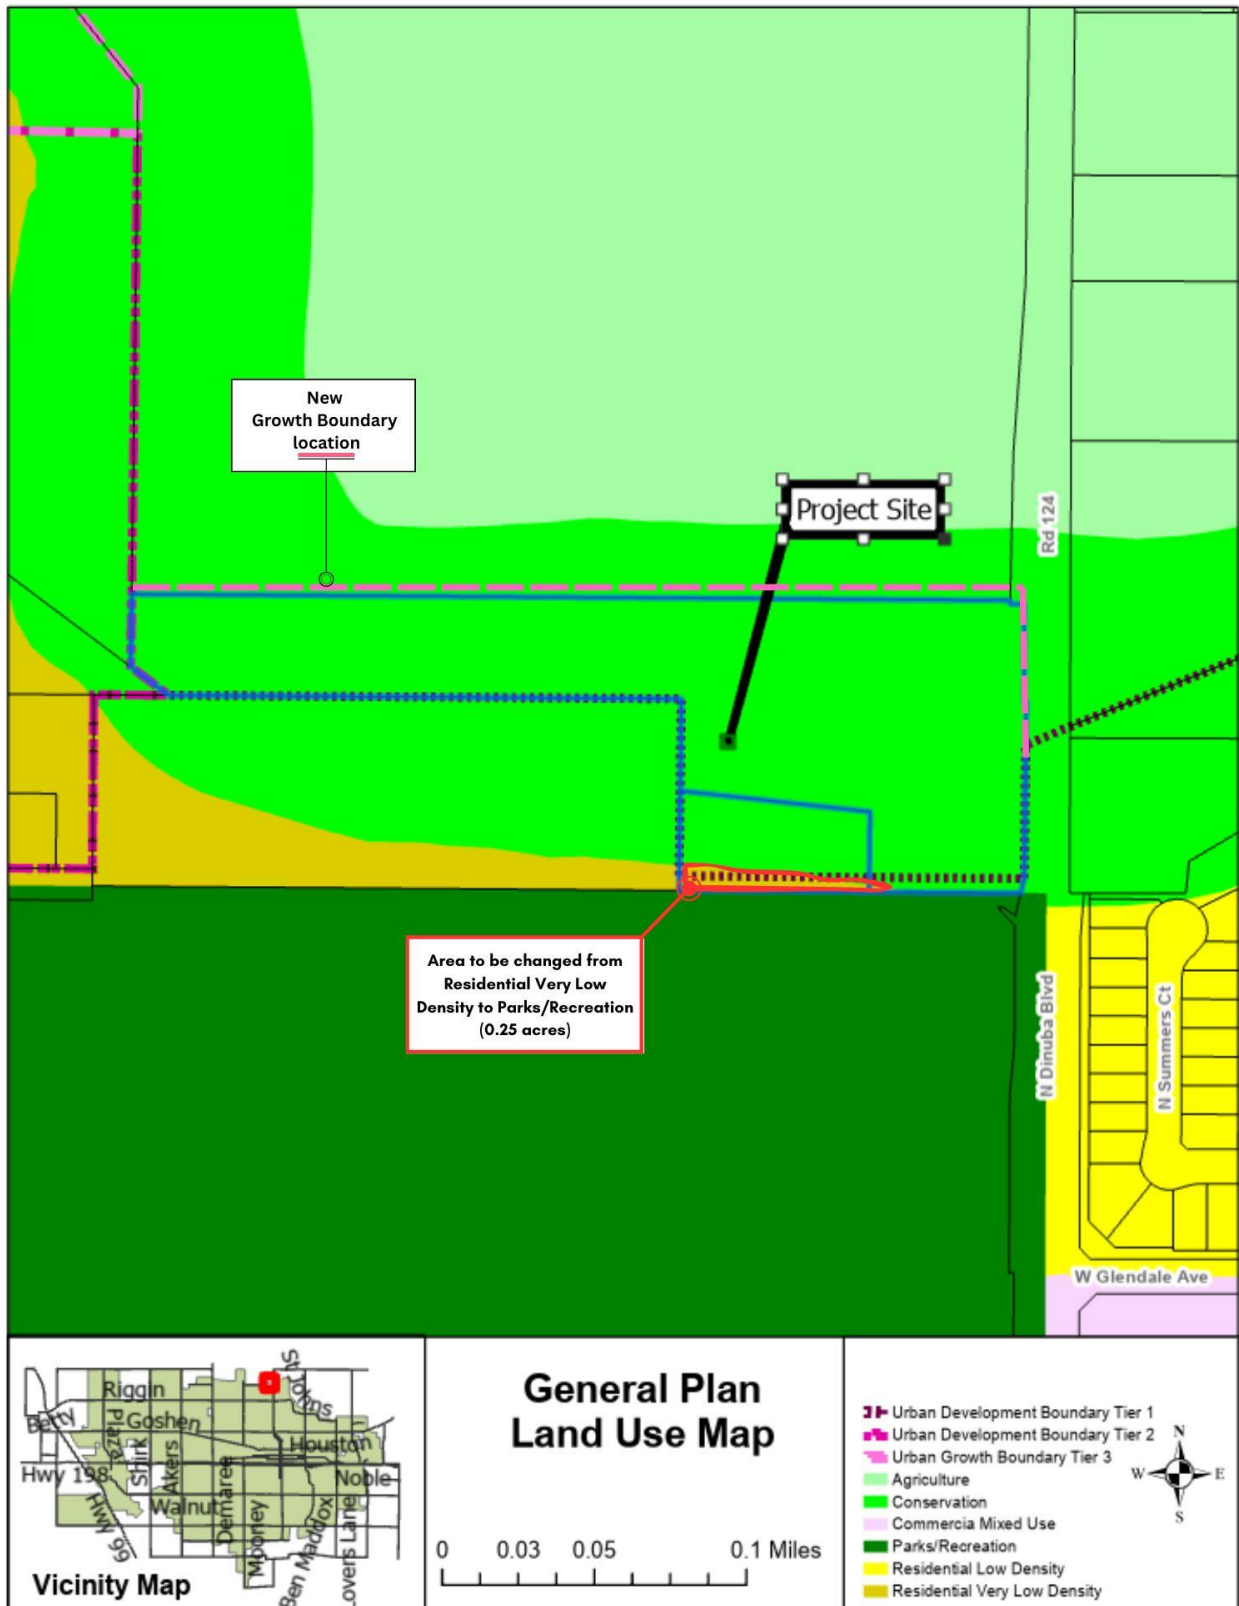 New
Growth Boundary
location
Project Site
Rd 124
Area to be changed from
Residential Very Low
Density to Parks/Recreation
(0.25 acres)
N Dinuba Blvd
N Summers Ct
W Glendale Ave
Riggin
St Johns
Betty
Plaza
Goshen
Shirk
Akers
Houston
Hwy 198
Demaree
Noble
Walnut
Hwy 99
Mooney
Ben Maddox
Lovers Lane
Vicinity Map
General Plan
Land Use Map
0 0.03 0.05 0.1 Miles
Urban Development Boundary Tier 1
Urban Development Boundary Tier 2
Urban Growth Boundary Tier 3
Agriculture
Conservation
Commercia Mixed Use
Parks/Recreation
Residential Low Density
Residential Very Low Density
N
W E
S